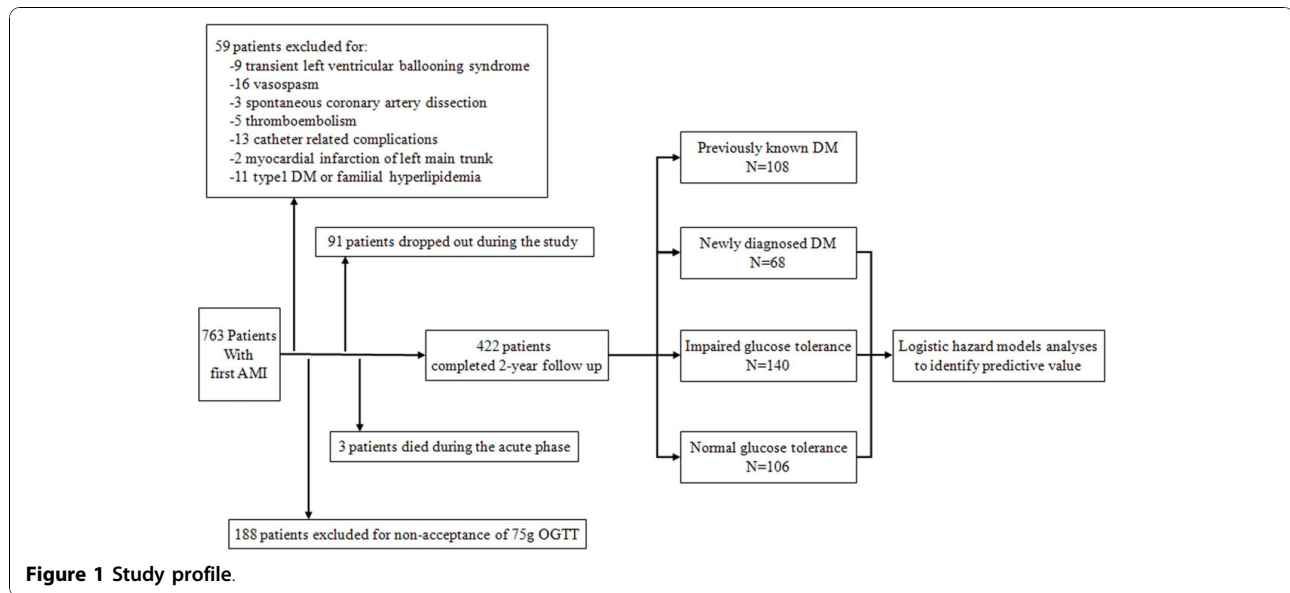 59 patients excluded for:
-9 transient left ventricular ballooning syndrome
-16 vasospasm
-3 spontaneous coronary artery dissection
-5 thromboembolism
-13 catheter related complications
-2 myocardial infarction of left main trunk
-11 type1 DM or familial hyperlipidemia
91 patients dropped out during the study
763 Patients
With
first AMI
422 patients
completed 2-year follow up
3 patients died during the acute phase
188 patients excluded for non-acceptance of 75g OGTT
Previously known DM
N=108
Newly diagnosed DM
N=68
Impaired glucose tolerance
N=140
Normal glucose tolerance
N=106
Logistic hazard models analyses
to identify predictive value
Figure 1 Study profile.